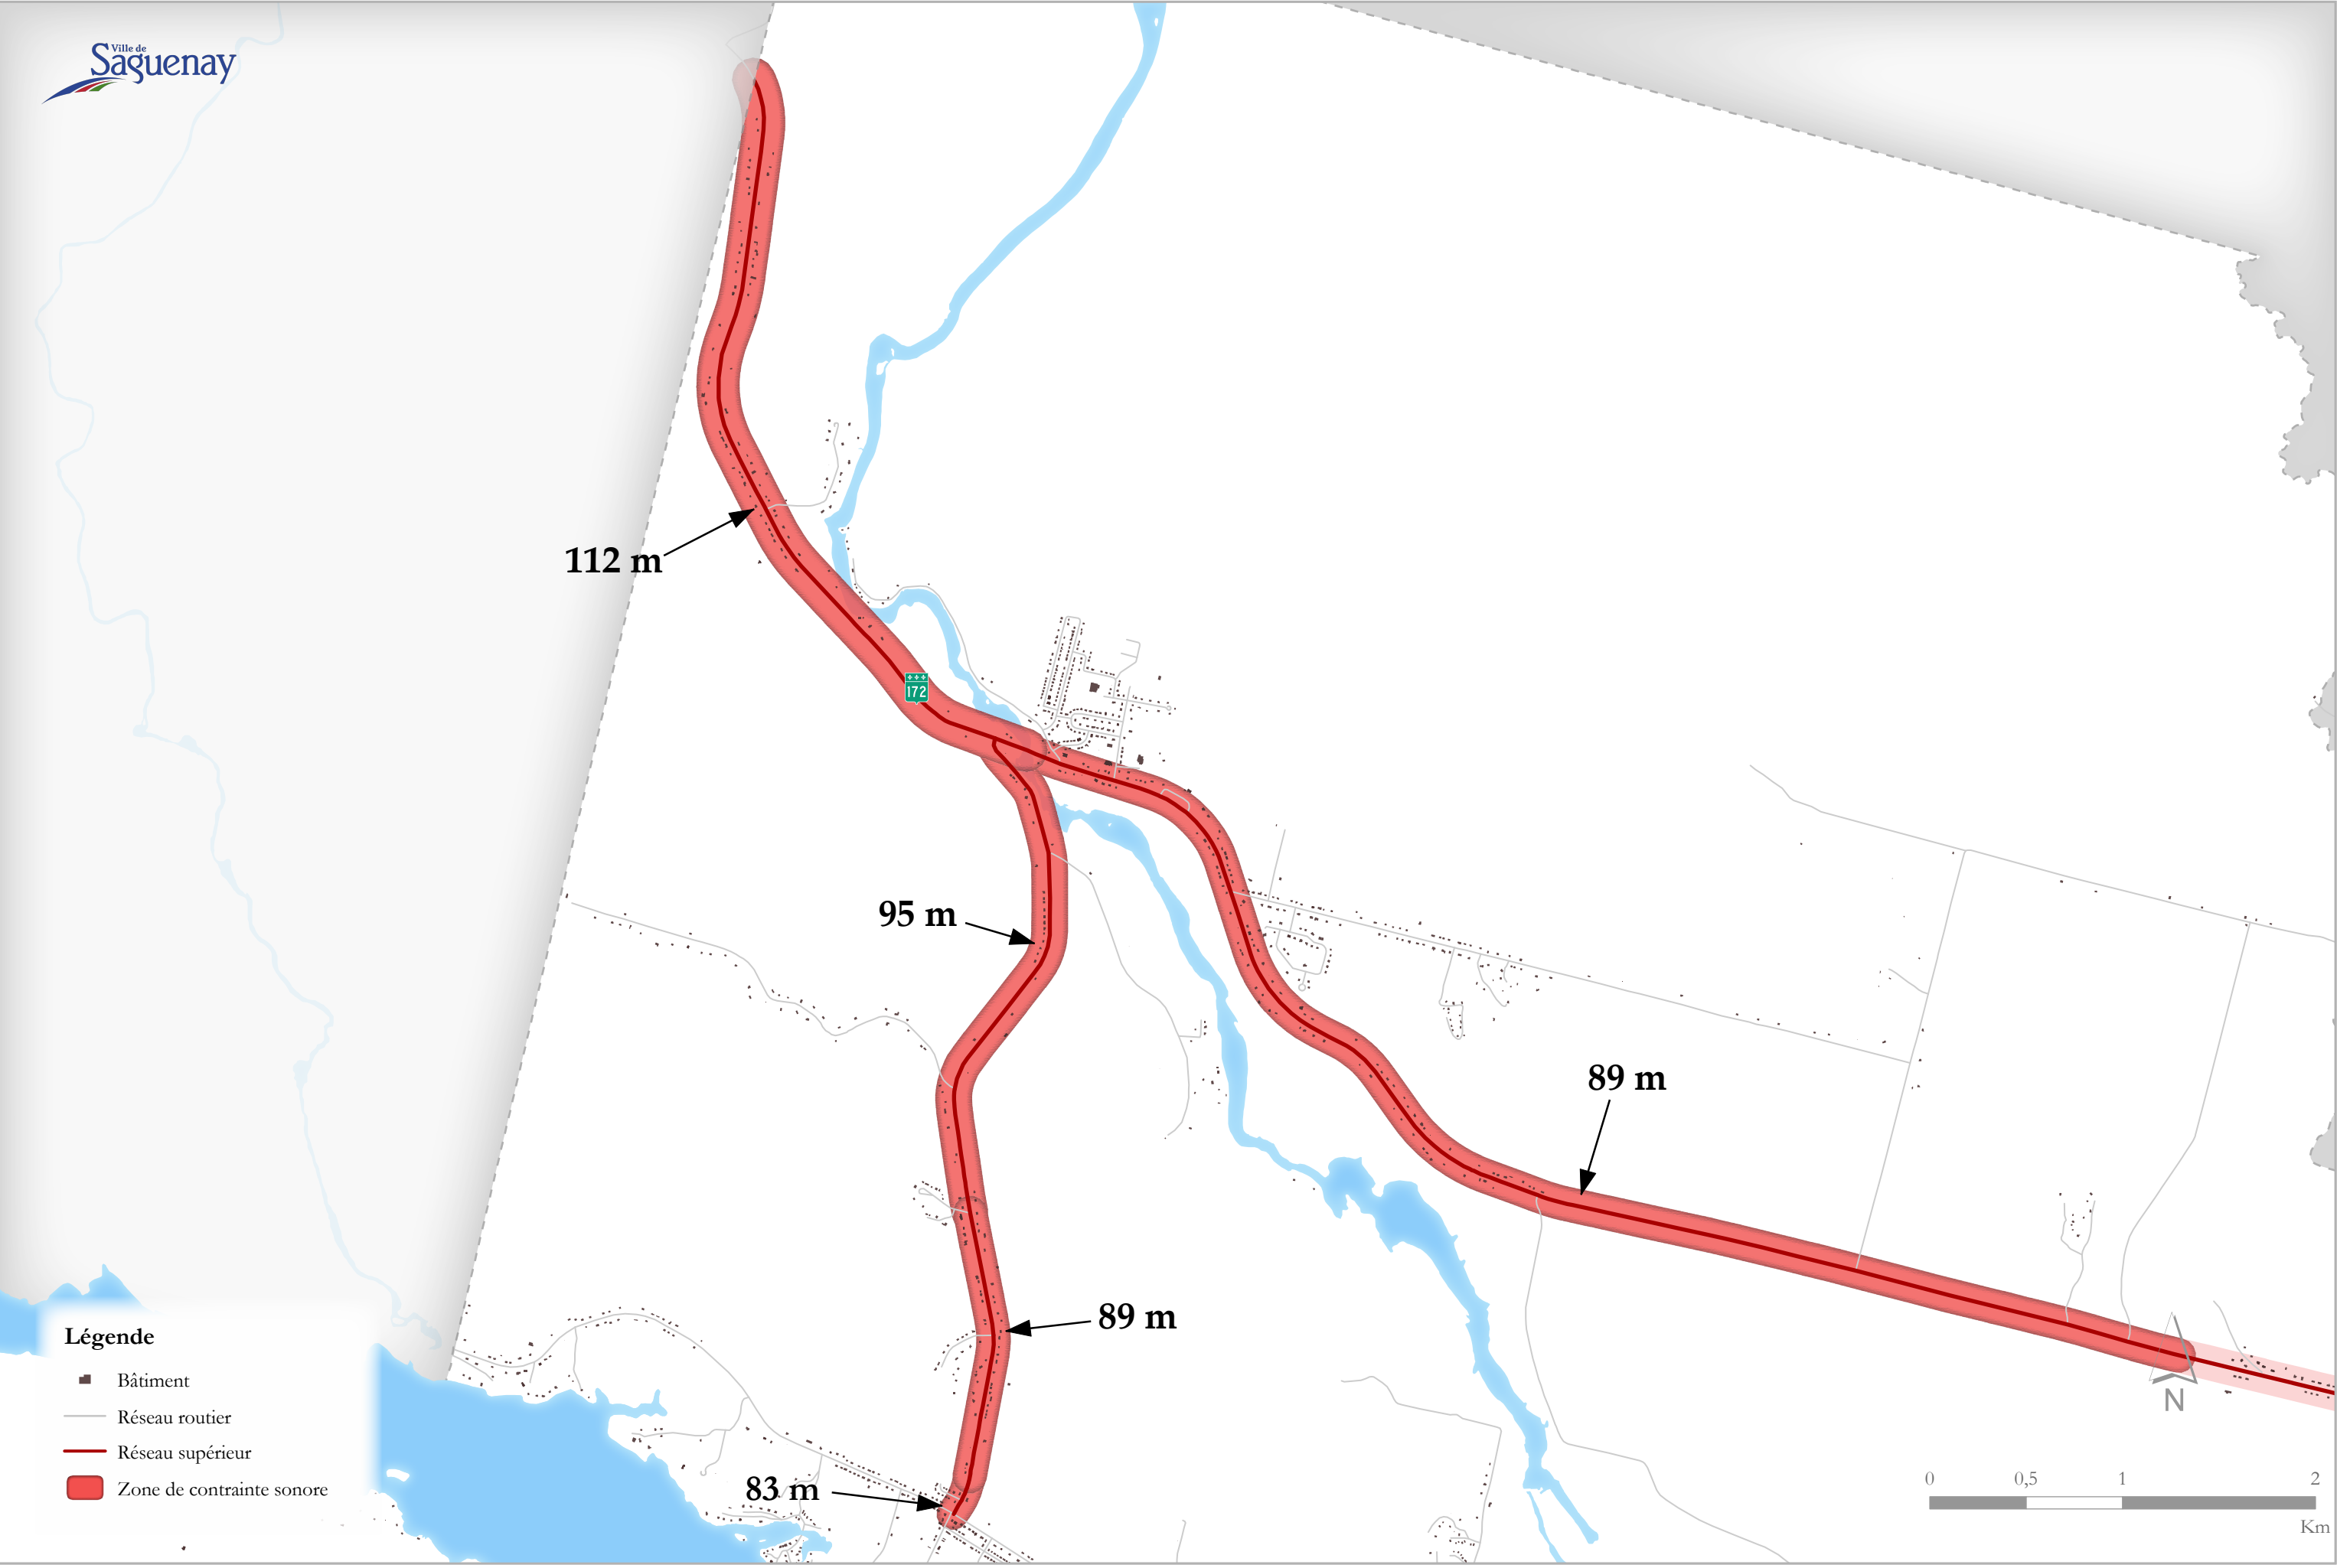 Ville de
Saguenay
112 m
172
95 m
89 m
89 m
83 m
Légende
Bâtiment
Réseau routier
Réseau supérieur
Zone de contrainte sonore
N
0 0,5 1 2
Km